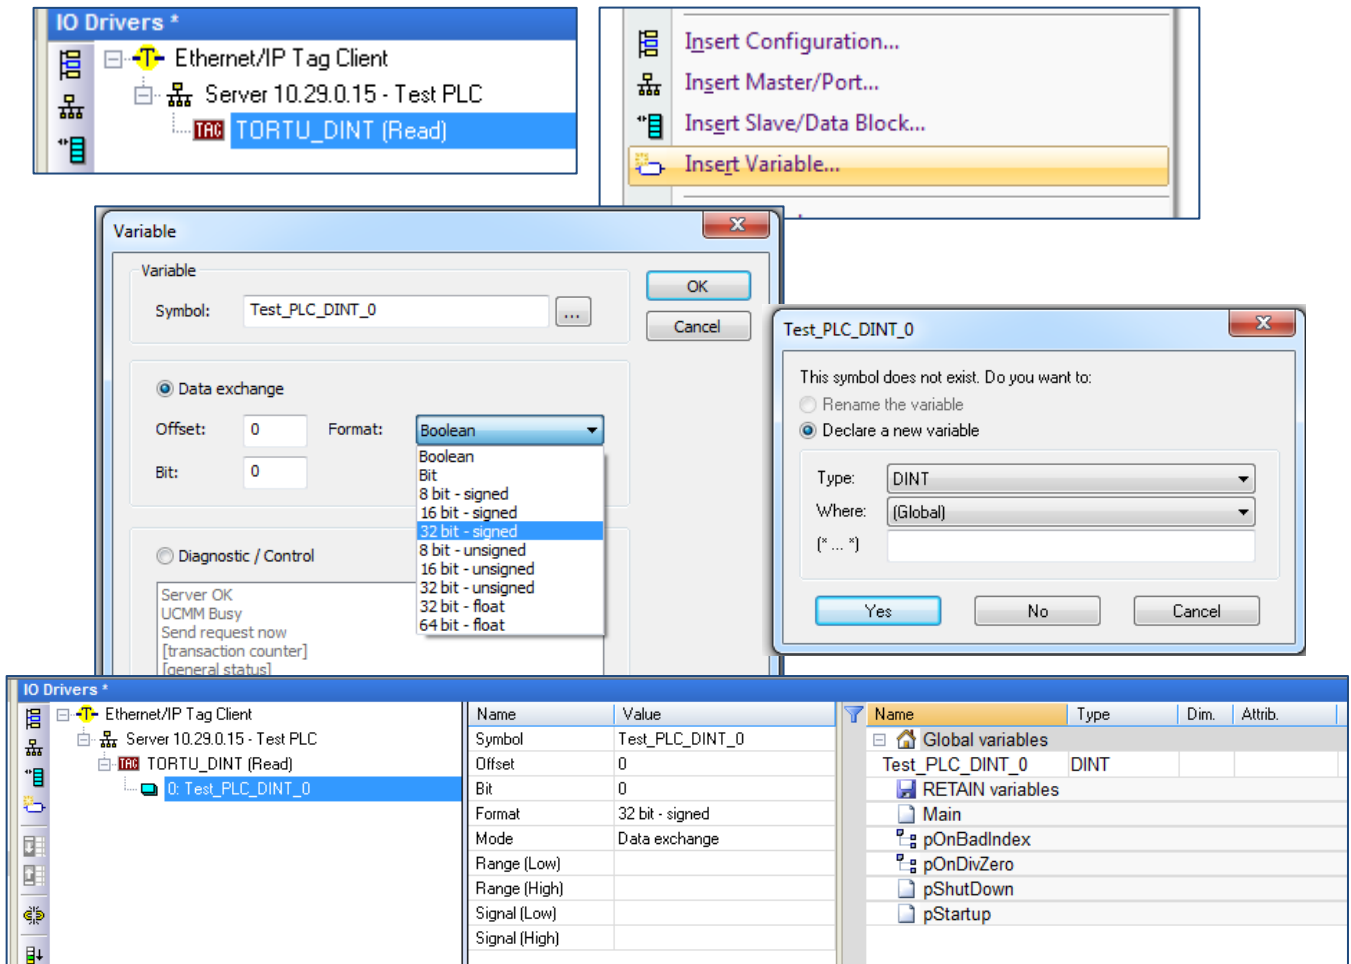 IO Drivers *
Ethernet/IP Tag Client
Server 10.29.0.15 - Test PLC
TAG TORTU_DINT (Read)
Insert Configuration...
Insert Master/Port...
Insert Slave/Data Block...
Insert Variable...
Variable
Variable
Symbol: Test_PLC_DINT_0 ...
OK
Cancel
Data exchange
Offset: 0 Format: Boolean
Bit: 0
Boolean
Bit
8 bit - signed
16 bit - signed
32 bit - signed
8 bit - unsigned
16 bit - unsigned
32 bit - unsigned
32 bit - float
64 bit - float
Diagnostic / Control
Server OK
UCMM Busy
Send request now
[transaction counter]
[general status]
Test_PLC_DINT_0
This symbol does not exist. Do you want to:
Rename the variable
Declare a new variable
Type: DINT
Where: (Global)
(* ... *)
Yes No Cancel
IO Drivers *
Ethernet/IP Tag Client
Server 10.29.0.15 - Test PLC
TAG TORTU_DINT (Read)
0: Test_PLC_DINT_0
Name Value
Symbol Test_PLC_DINT_0
Offset 0
Bit 0
Format 32 bit - signed
Mode Data exchange
Range (Low)
Range (High)
Signal (Low)
Signal (High)
Name Type Dim. Attrib.
Global variables
Test_PLC_DINT_0 DINT
RETAIN variables
Main
pOnBadIndex
pOnDivZero
pShutDown
pStartup